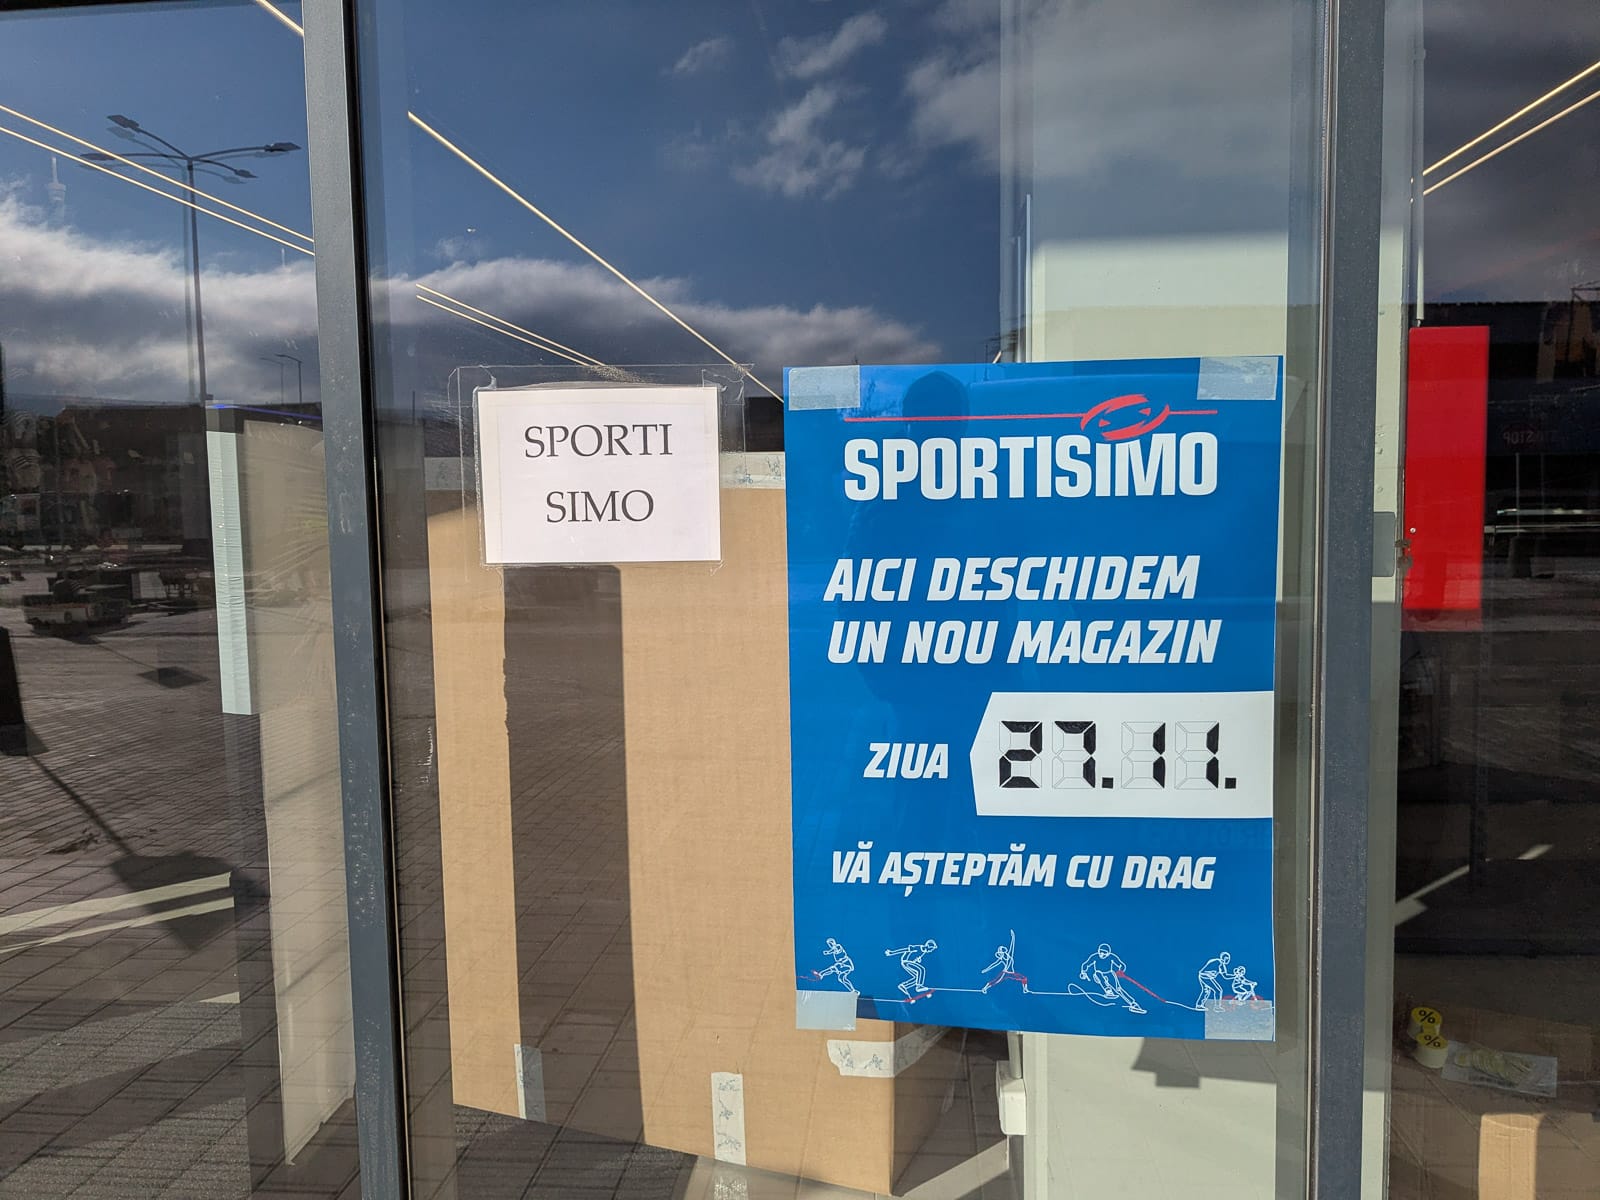 SPORTI
SIMO
SPORTISIMO
AICI DESCHIDEM
UN NOU MAGAZIN
ZIUA 27.11.
VĂ AȘTEPTĂM CU DRAG
%
%